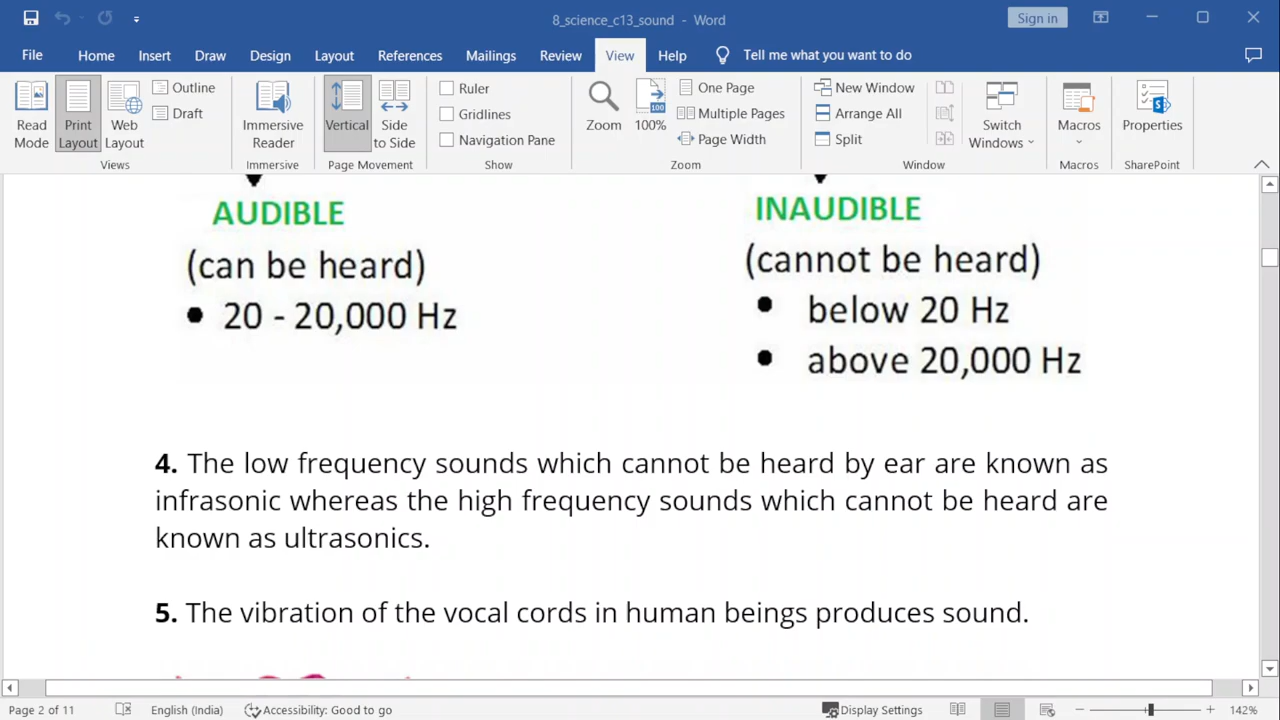 8_science_c13_sound - Word
Sign in
File Home Insert Draw Design Layout References Mailings Review View Help Tell me what you want to do
Read Mode
Print Layout
Web Layout
Outline
Draft
Views
Immersive Reader
Immersive
Vertical
Side to Side
Page Movement
Ruler
Gridlines
Navigation Pane
Show
Zoom
100
100%
One Page
Multiple Pages
Page Width
Zoom
New Window
Arrange All
Split
Switch Windows
Window
Macros
Macros
Properties
SharePoint
AUDIBLE
(can be heard)
• 20 - 20,000 Hz
INAUDIBLE
(cannot be heard)
• below 20 Hz
• above 20,000 Hz
4. The low frequency sounds which cannot be heard by ear are known as
infrasonic whereas the high frequency sounds which cannot be heard are
known as ultrasonics.
5. The vibration of the vocal cords in human beings produces sound.
Page 2 of 11 English (India) Accessibility: Good to go Display Settings 142%